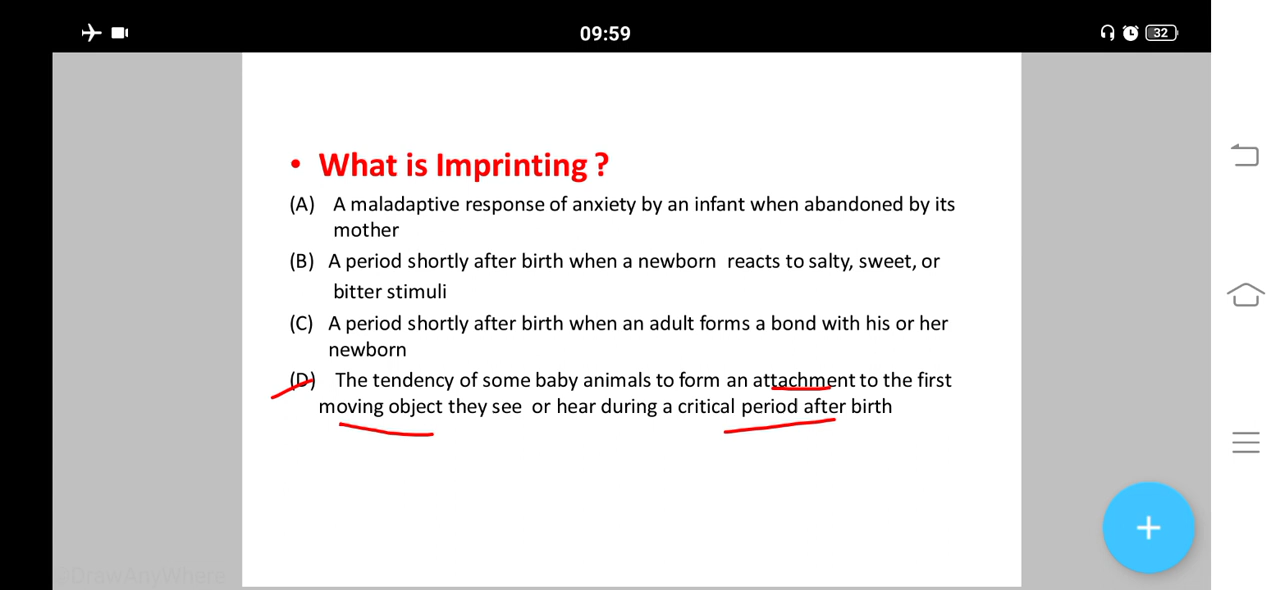 09:59
32
• What is Imprinting ?
(A) A maladaptive response of anxiety by an infant when abandoned by its
mother
(B) A period shortly after birth when a newborn reacts to salty, sweet, or
bitter stimuli
(C) A period shortly after birth when an adult forms a bond with his or her
newborn
(D) The tendency of some baby animals to form an attachment to the first
moving object they see or hear during a critical period after birth
+
DrawAnyWhere